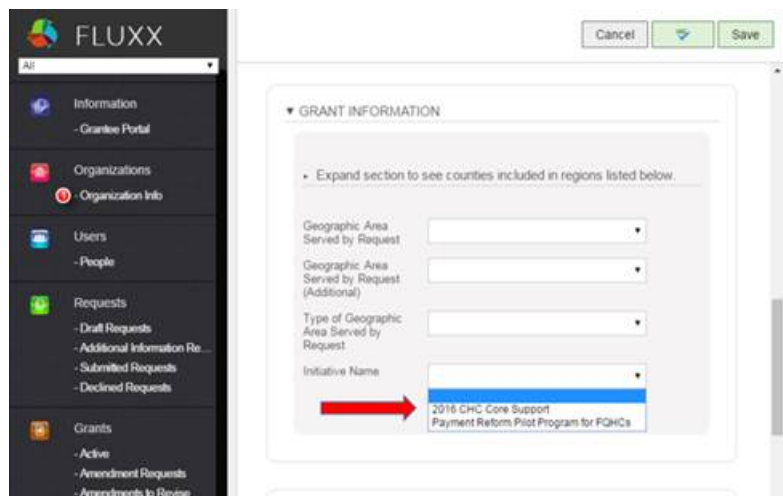 FLUXX
All
Information
- Grantee Portal
Organizations
- Organization Info
Users
- People
Requests
- Draft Requests
- Additional Information Re...
- Submitted Requests
- Declined Requests
Grants
- Active
- Amendment Requests
- Amendments to Revise
Cancel
Save
GRANT INFORMATION
Expand section to see counties included in regions listed below.
Geographic Area
Served by Request
Geographic Area
Served by Request
(Additional)
Type of Geographic
Area Served by
Request
Initiative Name
2016 CHC Core Support
Payment Reform Pilot Program for FQHCs